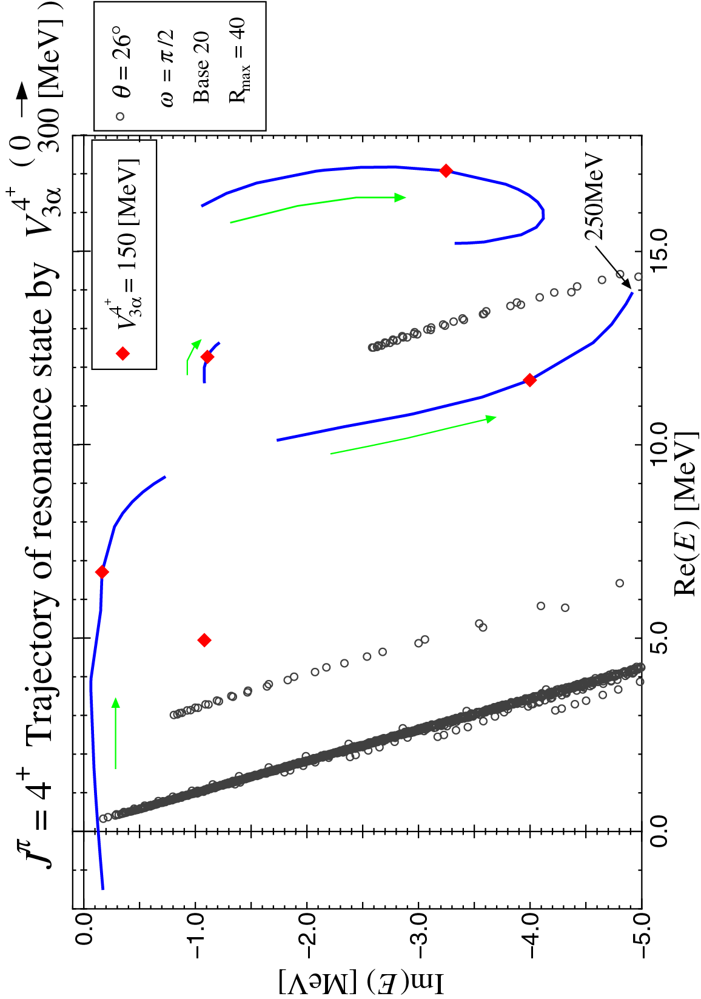 J^π = 4^+ Trajectory of resonance state by V_{3α}^{4^+} ( 0 → 300 [MeV] )
V_{3α}^{4^+} = 150 [MeV]
θ = 26°
ω = π/2
Base 20
R_max = 40
250MeV
Im(E) [MeV]
0.0
−1.0
−2.0
−3.0
−4.0
−5.0
0.0 5.0 10.0 15.0
Re(E) [MeV]